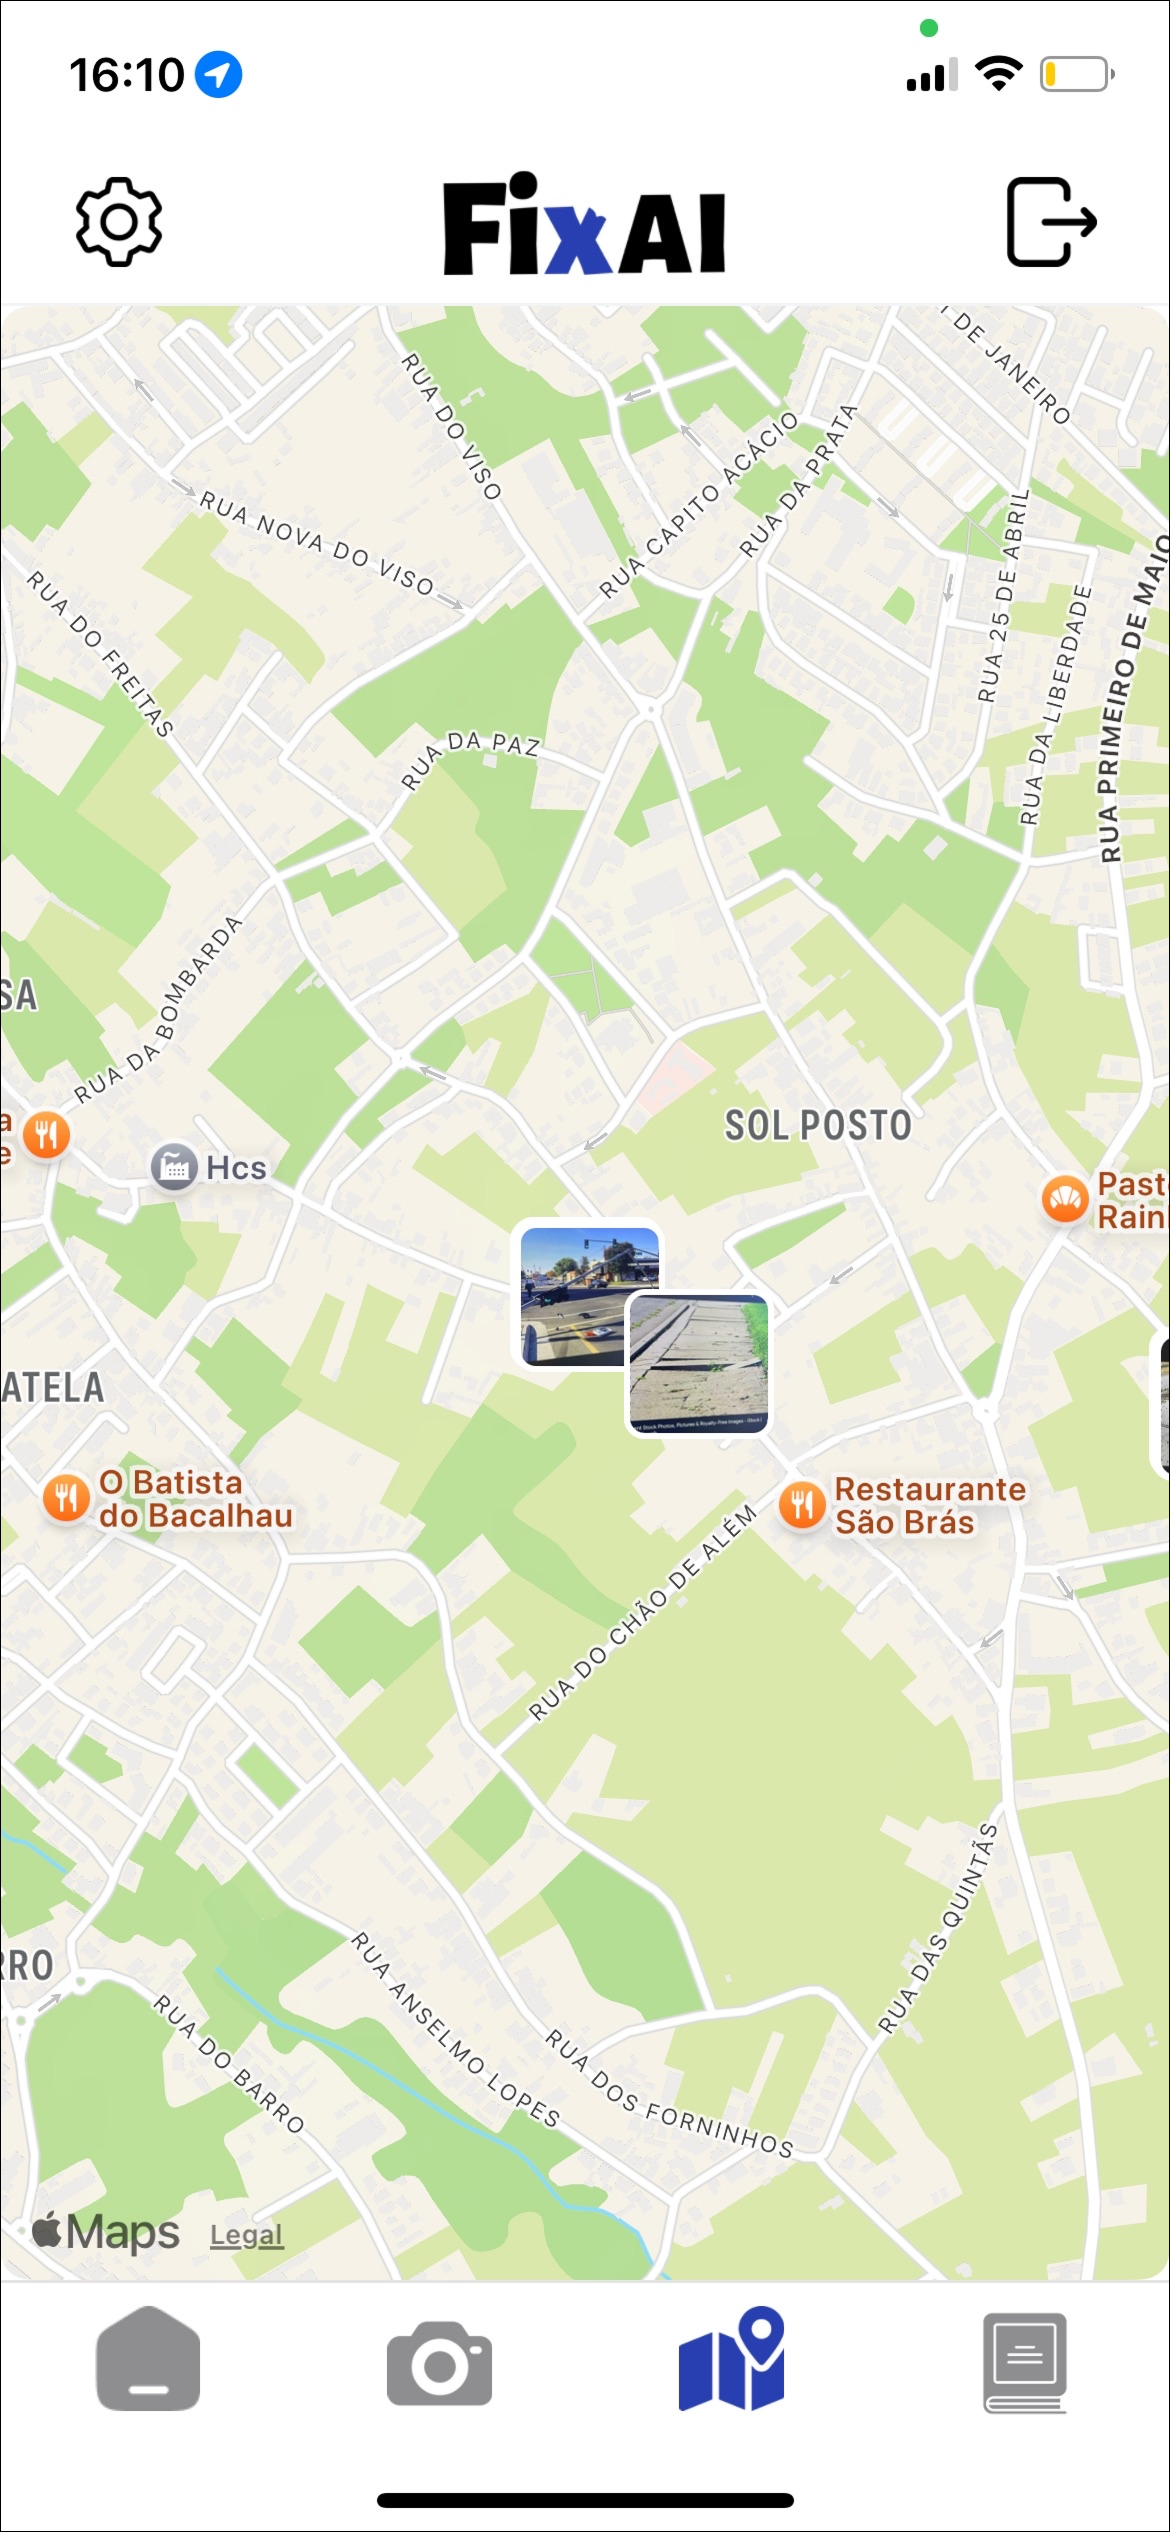 16:10
FixAI
1 DE JANEIRO
RUA DO VISO
RUA CAPITO ACÁCIO
RUA DA PRATA
RUA NOVA DO VISO
RUA 25 DE ABRIL
RUA PRIMEIRO DE MAIO
RUA DO FREITAS
RUA DA LIBERDADE
RUA DA PAZ
RUA DA BOMBARDA
SA
a
e
Hcs
SOL POSTO
Past
Rain
ATELA
O Batista
do Bacalhau
Restaurante
São Brás
RUA DO CHÃO DE ALÉM
RUA DAS QUINTÃS
RRO
RUA ANSELMO LOPES
RUA DO BARRO
RUA DOS FORNINHOS
Maps Legal